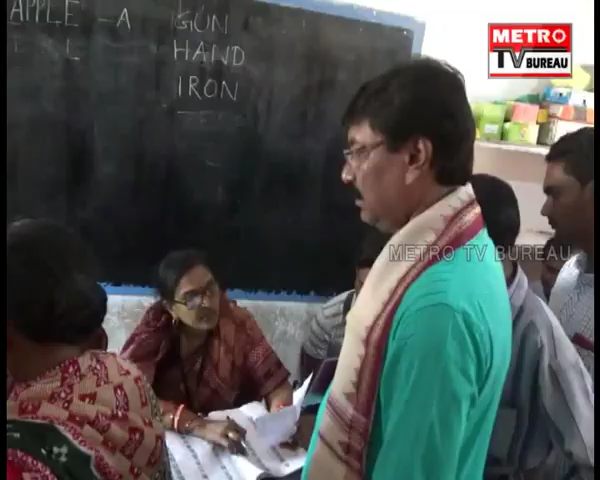 APPLE - A GUN
HAND
IRON
METRO
TV BUREAU
METRO TV BUREAU